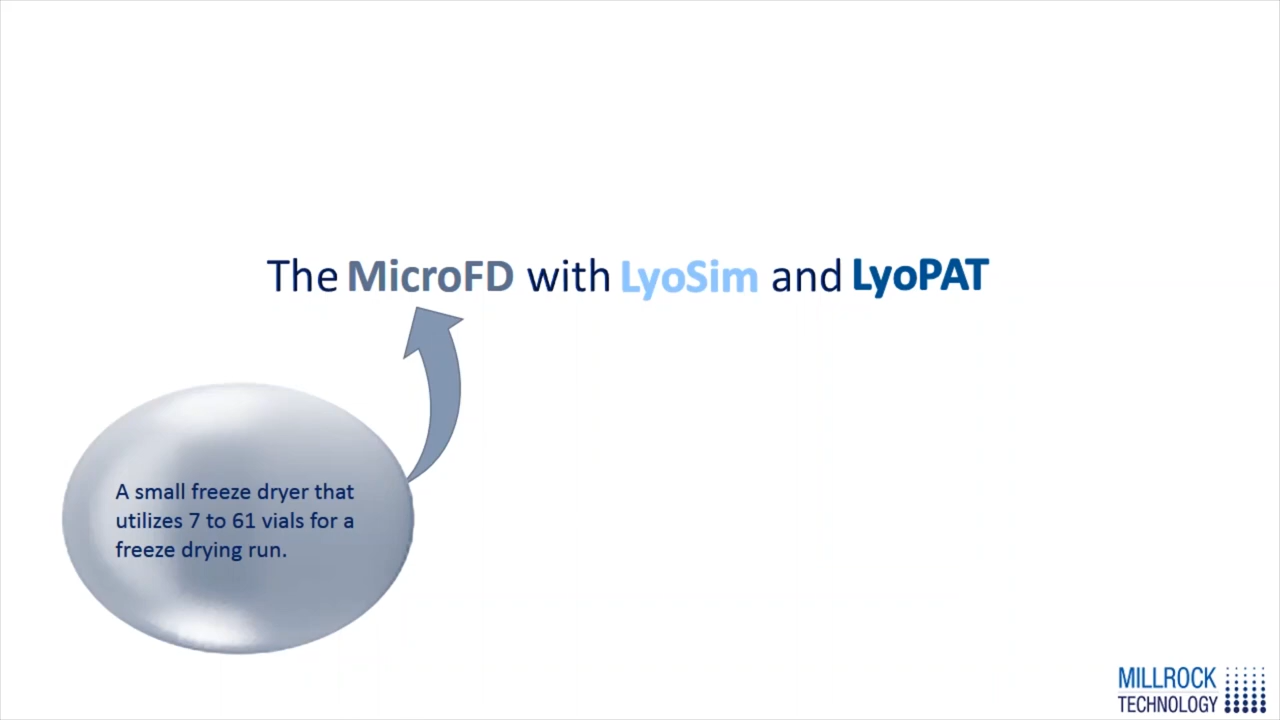 The MicroFD with LyoSim and LyoPAT
A small freeze dryer that
utilizes 7 to 61 vials for a
freeze drying run.
MILLROCK
TECHNOLOGY